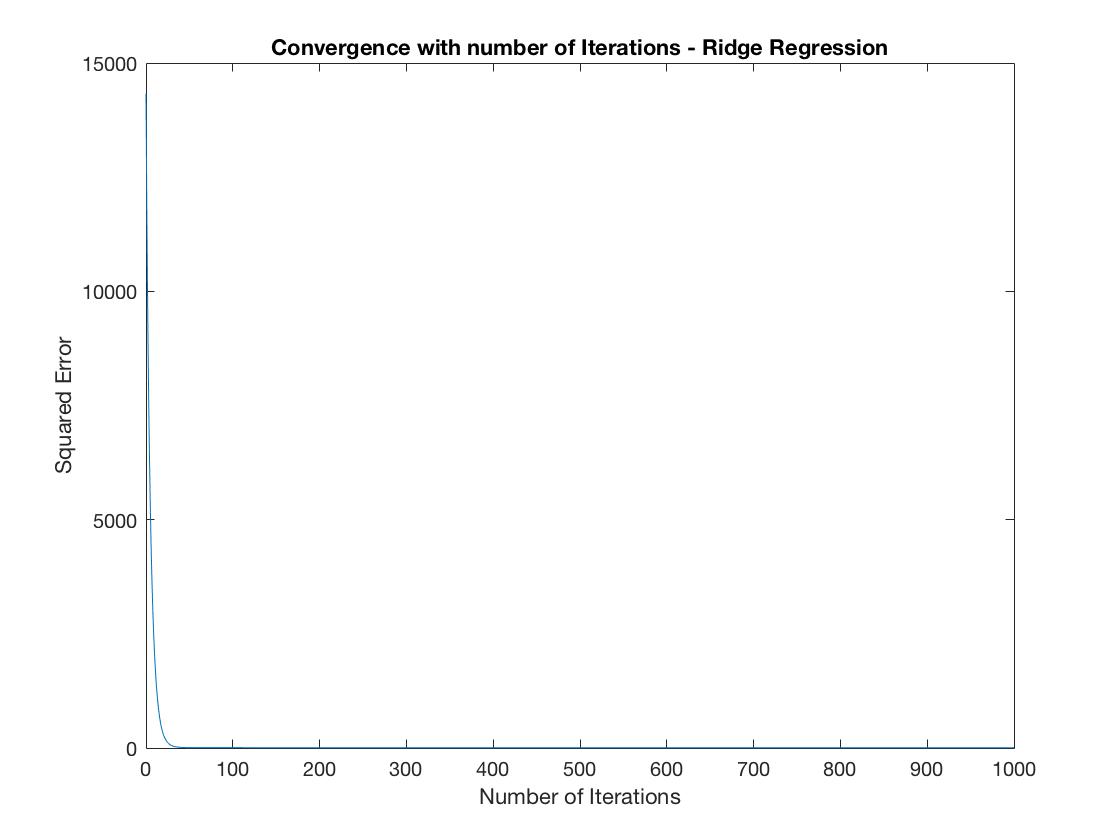 Convergence with number of Iterations - Ridge Regression
15000
10000
5000
0
Squared Error
0 100 200 300 400 500 600 700 800 900 1000
Number of Iterations